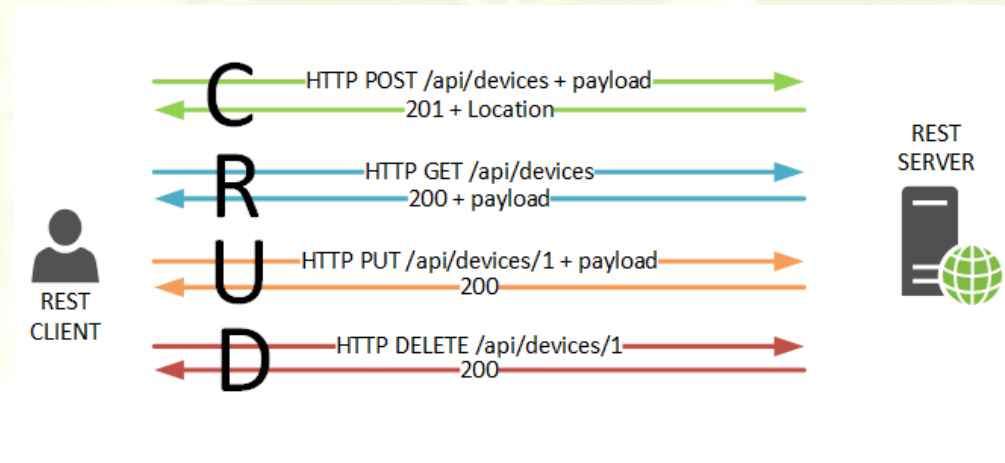 C
HTTP POST /api/devices + payload
201 + Location
R
HTTP GET /api/devices
200 + payload
U
HTTP PUT /api/devices/1 + payload
200
D
HTTP DELETE /api/devices/1
200
REST
CLIENT
REST
SERVER